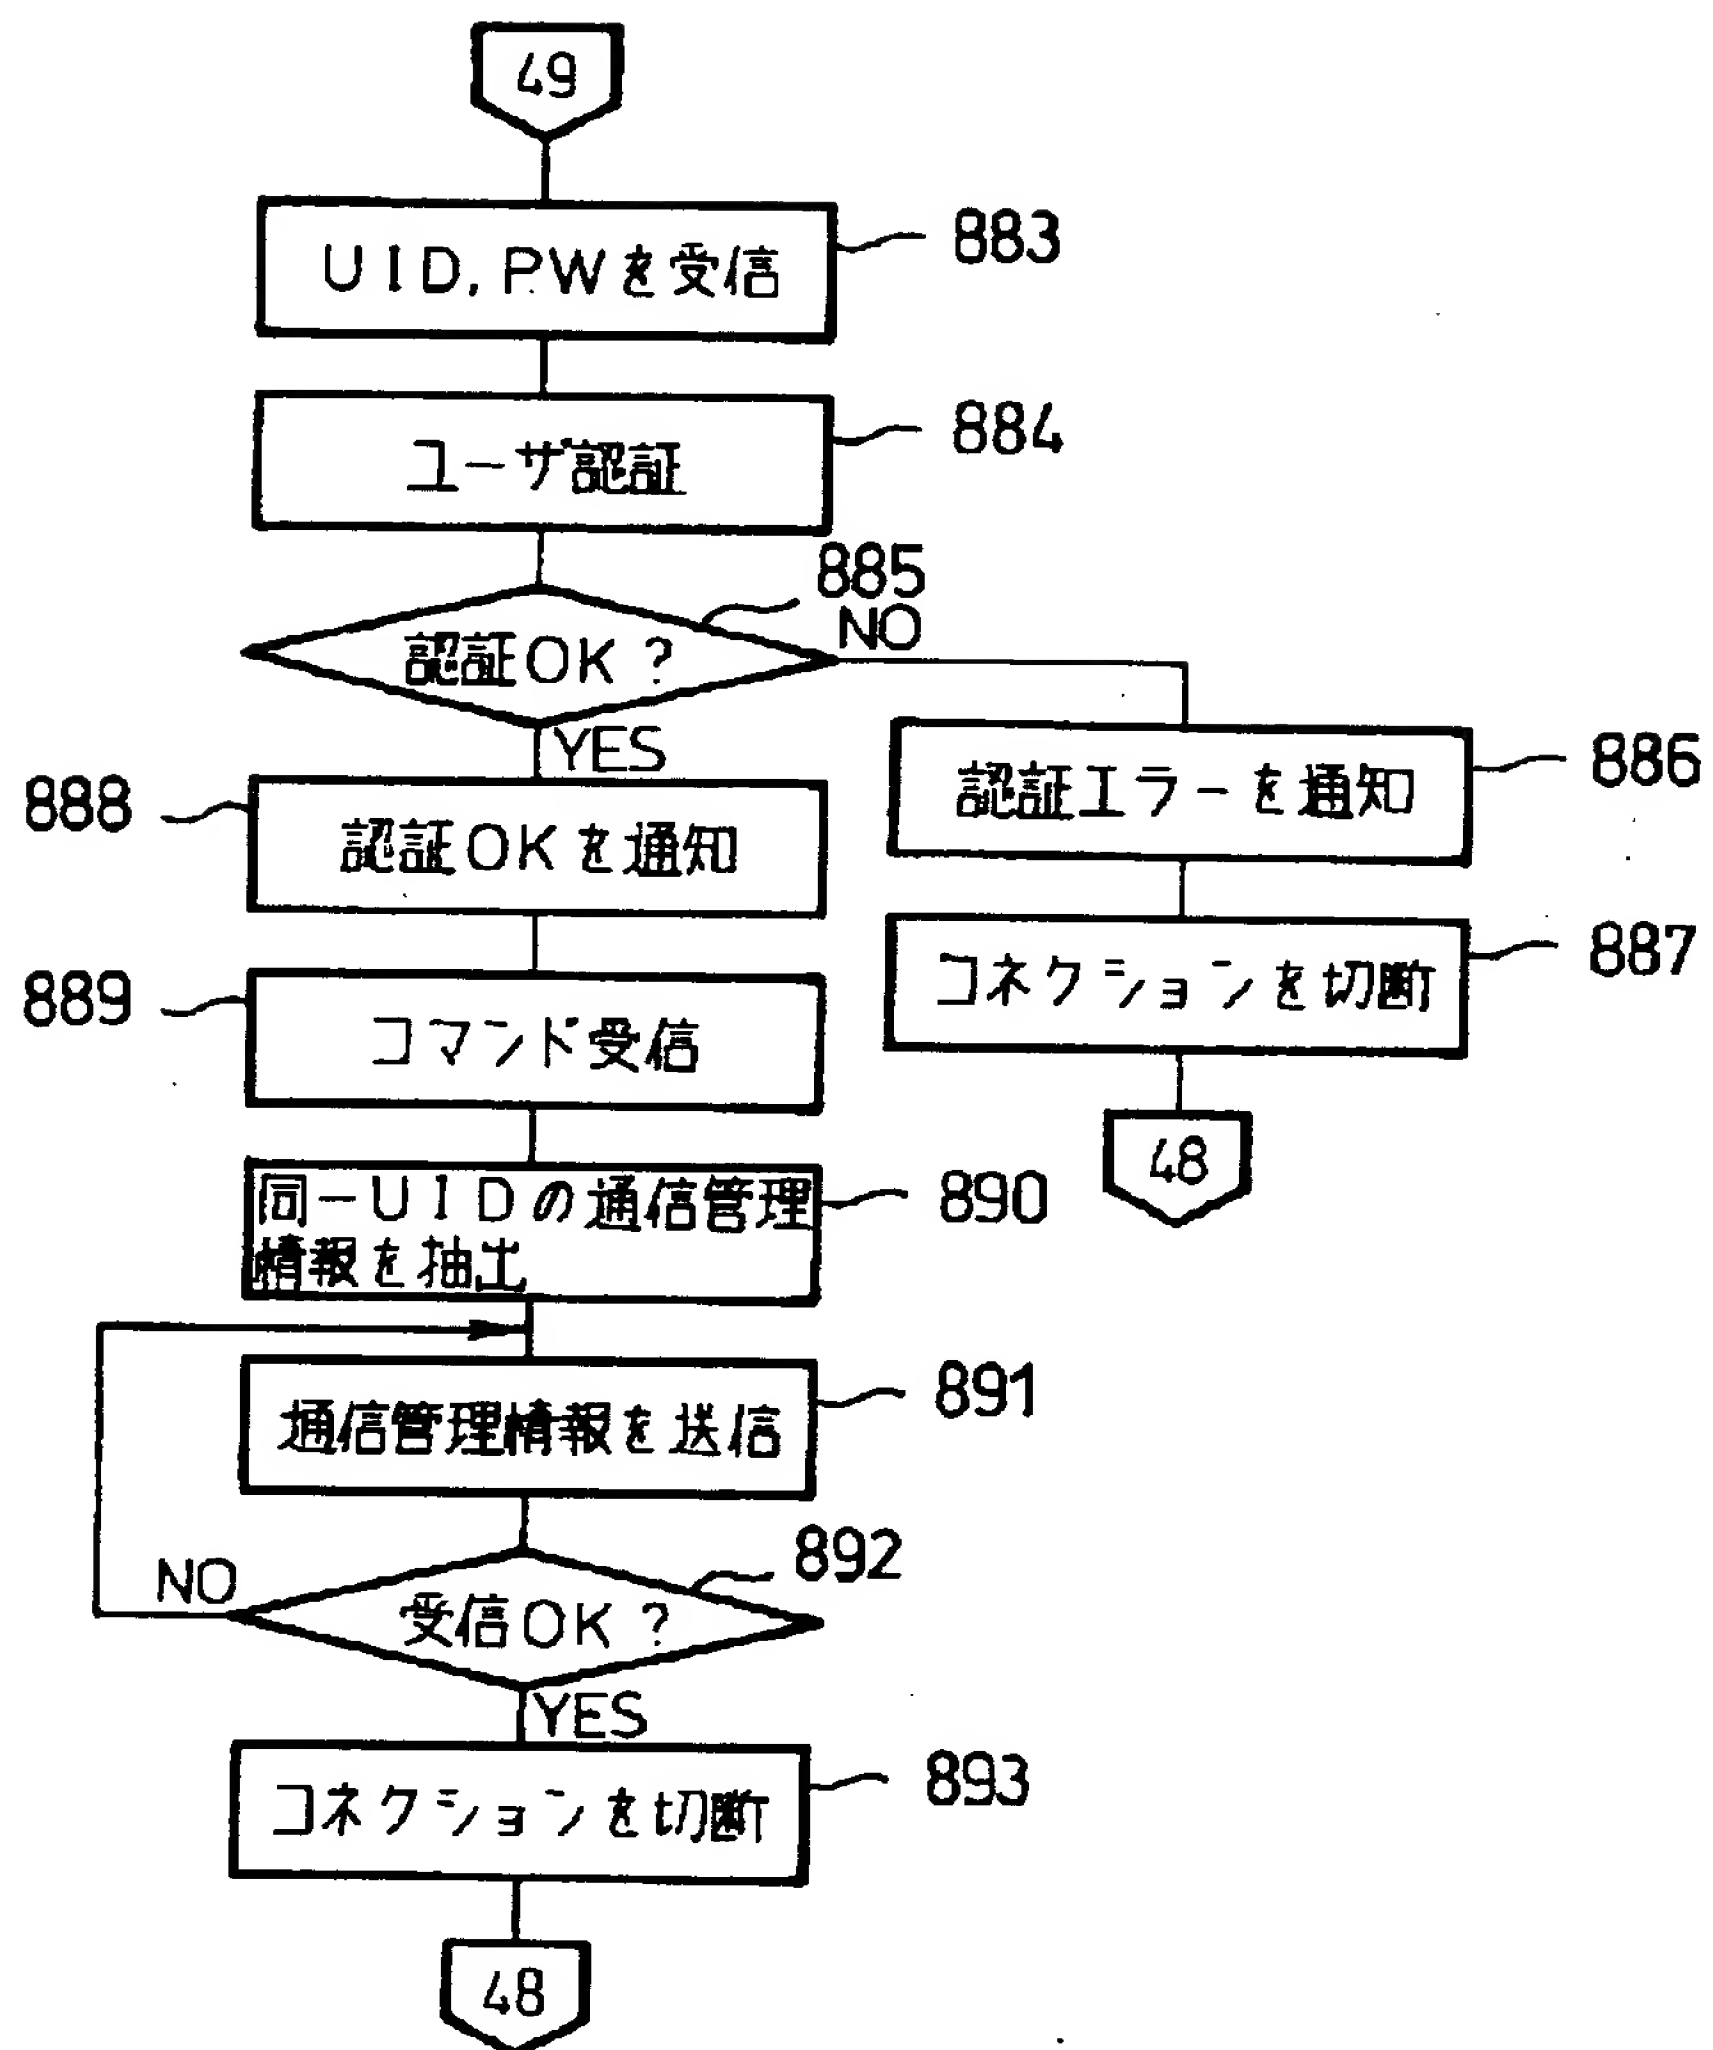 49
UID, PWを受信
883
ユーザ認証
884
885
認証OK?
NO
YES
認証エラーを通知
886
888
認証OKを通知
コネクションを切断
887
889
コマンド受信
48
同一UIDの通信管理
情報を抽出
890
通信管理情報を送信
891
892
NO
受信OK?
YES
コネクションを切断
893
48